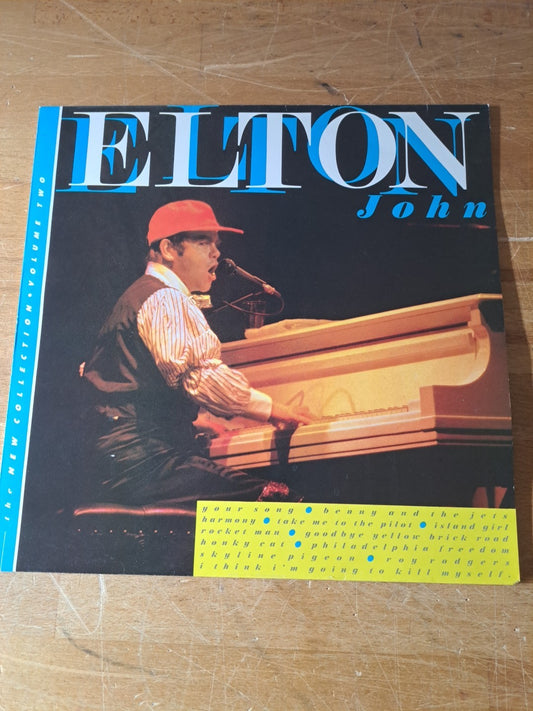 ELTON
John
the NEW COLLECTION • VOLUME TWO
your song • benny and the jets
harmony • take me to the pilot • island girl
rocket man • goodbye yellow brick road
honky cat • philadelphia freedom
skyline pigeon • roy rodgers
i think i'm going to kill myself.